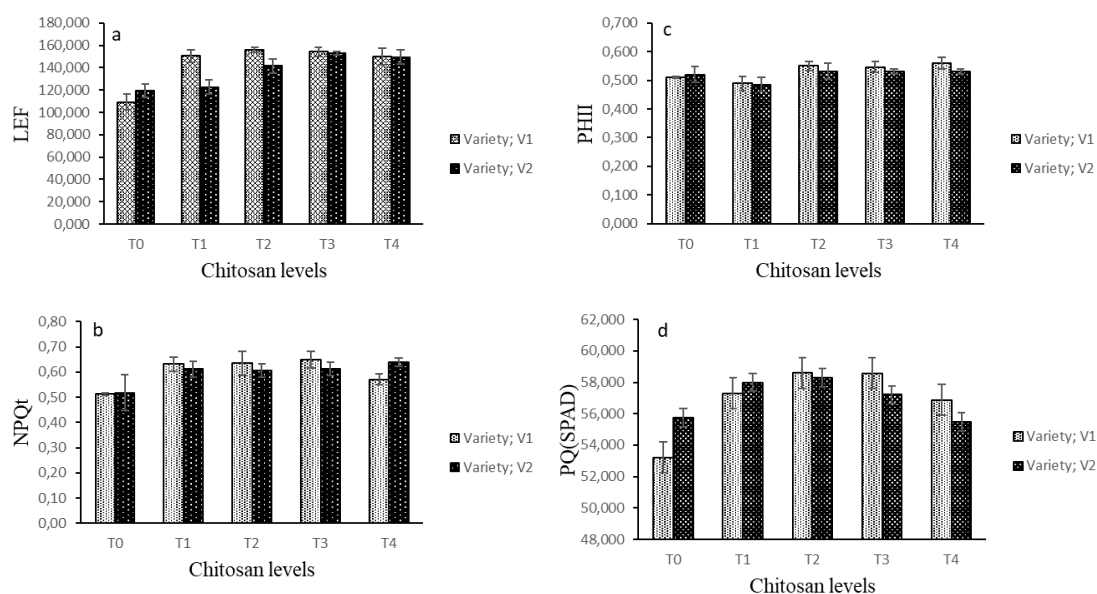 a
LEF
180,000
160,000
140,000
120,000
100,000
80,000
60,000
40,000
20,000
0,000
T0 T1 T2 T3 T4
Chitosan levels
Variety; V1
Variety; V2
c
PHII
0,700
0,600
0,500
0,400
0,300
0,200
0,100
0,000
T0 T1 T2 T3 T4
Chitosan levels
Variety; V1
Variety; V2
b
NPQt
0,80
0,70
0,60
0,50
0,40
0,30
0,20
0,10
0,00
T0 T1 T2 T3 T4
Chitosan levels
Variety; V1
Variety; V2
d
PQ(SPAD)
62,000
60,000
58,000
56,000
54,000
52,000
50,000
48,000
T0 T1 T2 T3 T4
Chitosan levels
Variety; V1
Variety; V2